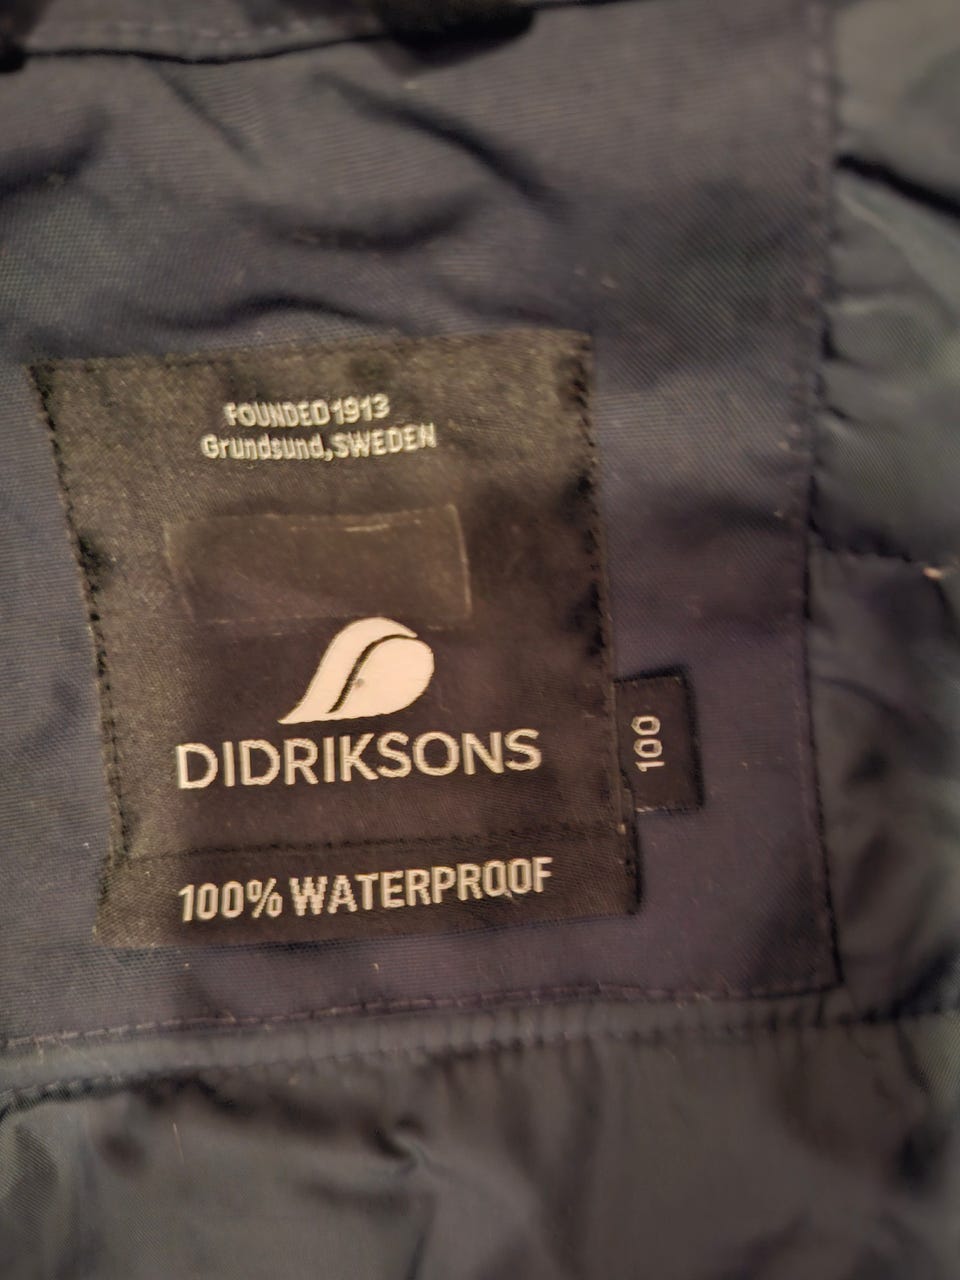 FOUNDED 1913
Grundsund, SWEDEN
DIDRIKSONS
100
100% WATERPROOF